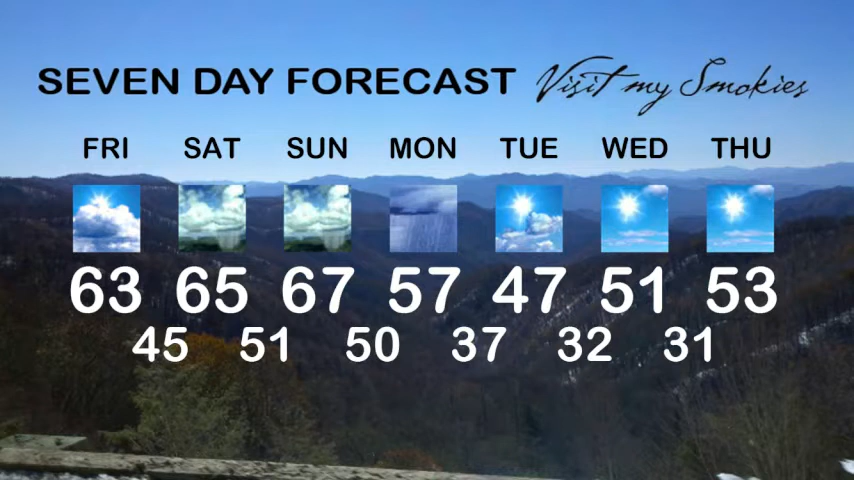 SEVEN DAY FORECAST Visit my Smokies
FRI SAT SUN MON TUE WED THU
63 65 67 57 47 51 53
45 51 50 37 32 31